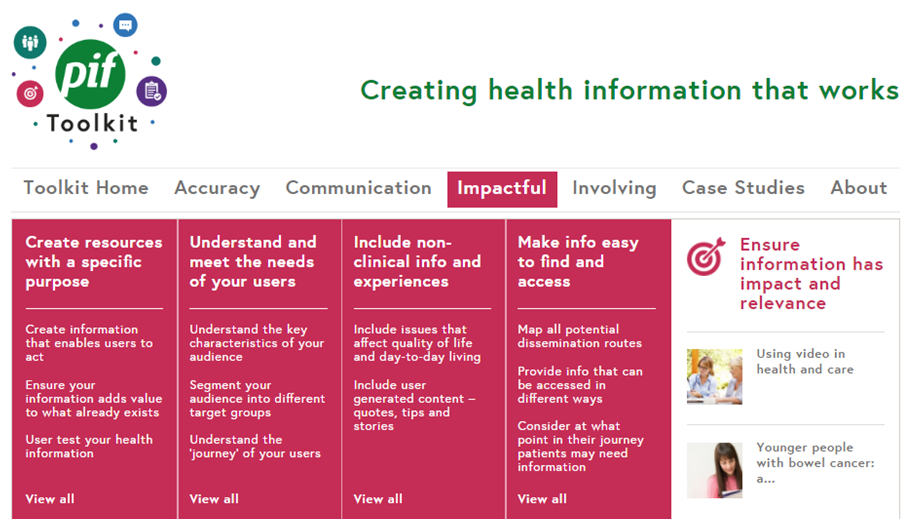 pif
Toolkit
Creating health information that works
Toolkit Home Accuracy Communication Impactful Involving Case Studies About
Create resources
with a specific
purpose
Create information
that enables users to
act
Ensure your
information adds value
to what already exists
User test your health
information
View all
Understand and
meet the needs
of your users
Understand the key
characteristics of your
audience
Segment your
audience into different
target groups
Understand the
'journey' of your users
View all
Include non-
clinical info and
experiences
Include issues that
affect quality of life
and day-to-day living
Include user
generated content –
quotes, tips and
stories
View all
Make info easy
to find and
access
Map all potential
dissemination routes
Provide info that can
be accessed in
different ways
Consider at what
point in their journey
patients may need
information
View all
Ensure
information has
impact and
relevance
Using video in
health and care
Younger people
with bowel cancer:
a...